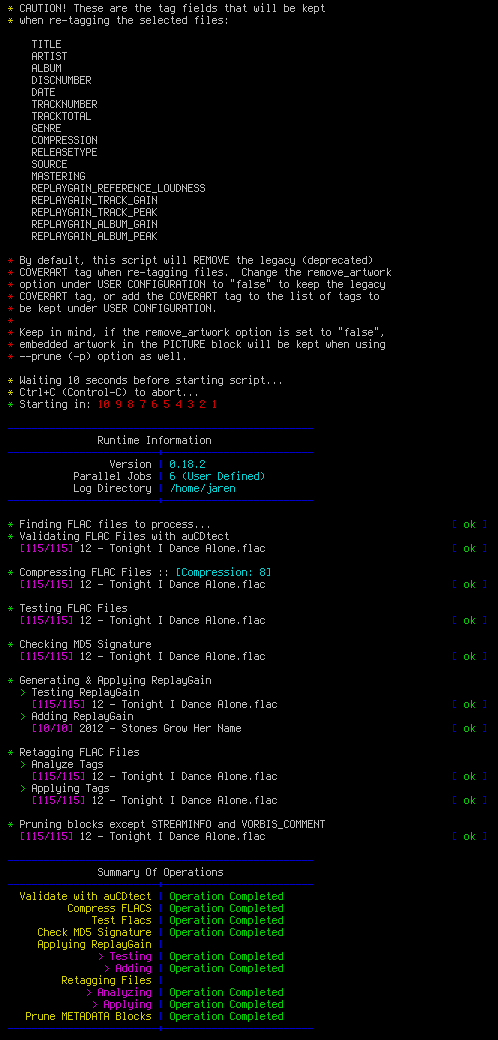 * CAUTION! These are the tag fields that will be kept
* when re-tagging the selected files:
TITLE
ARTIST
ALBUM
DISCNUMBER
DATE
TRACKNUMBER
TRACKTOTAL
GENRE
COMPRESSION
RELEASETYPE
SOURCE
MASTERING
REPLAYGAIN_REFERENCE_LOUDNESS
REPLAYGAIN_TRACK_GAIN
REPLAYGAIN_TRACK_PEAK
REPLAYGAIN_ALBUM_GAIN
REPLAYGAIN_ALBUM_PEAK
* By default, this script will REMOVE the legacy (deprecated)
* COVERART tag when re-tagging files.  Change the remove_artwork
* option under USER CONFIGURATION to "false" to keep the legacy
* COVERART tag, or add the COVERART tag to the list of tags to
* be kept under USER CONFIGURATION.
*
* Keep in mind, if the remove_artwork option is set to "false",
* embedded artwork in the PICTURE block will be kept when using
* --prune (-p) option as well.
* Waiting 10 seconds before starting script...
* Ctrl+C (Control-C) to abort...
* Starting in: 10 9 8 7 6 5 4 3 2 1
Runtime Information
Version | 0.18.2
Parallel Jobs | 6 (User Defined)
Log Directory | /home/jaren
* Finding FLAC files to process... [ ok ]
* Validating FLAC Files with auCDtect
[115/115] 12 - Tonight I Dance Alone.flac [ ok ]
* Compressing FLAC Files :: [Compression: 8]
[115/115] 12 - Tonight I Dance Alone.flac [ ok ]
* Testing FLAC Files
[115/115] 12 - Tonight I Dance Alone.flac [ ok ]
* Checking MD5 Signature
[115/115] 12 - Tonight I Dance Alone.flac [ ok ]
* Generating & Applying ReplayGain
> Testing ReplayGain
[115/115] 12 - Tonight I Dance Alone.flac [ ok ]
> Adding ReplayGain
[10/10] 2012 - Stones Grow Her Name [ ok ]
* Retagging FLAC Files
> Analyze Tags
[115/115] 12 - Tonight I Dance Alone.flac [ ok ]
> Applying Tags
[115/115] 12 - Tonight I Dance Alone.flac [ ok ]
* Pruning blocks except STREAMINFO and VORBIS_COMMENT
[115/115] 12 - Tonight I Dance Alone.flac [ ok ]
Summary Of Operations
Validate with auCDtect | Operation Completed
Compress FLACS | Operation Completed
Test Flacs | Operation Completed
Check MD5 Signature | Operation Completed
Applying ReplayGain |
> Testing | Operation Completed
> Adding | Operation Completed
Retagging Files |
> Analyzing | Operation Completed
> Applying | Operation Completed
Prune METADATA Blocks | Operation Completed